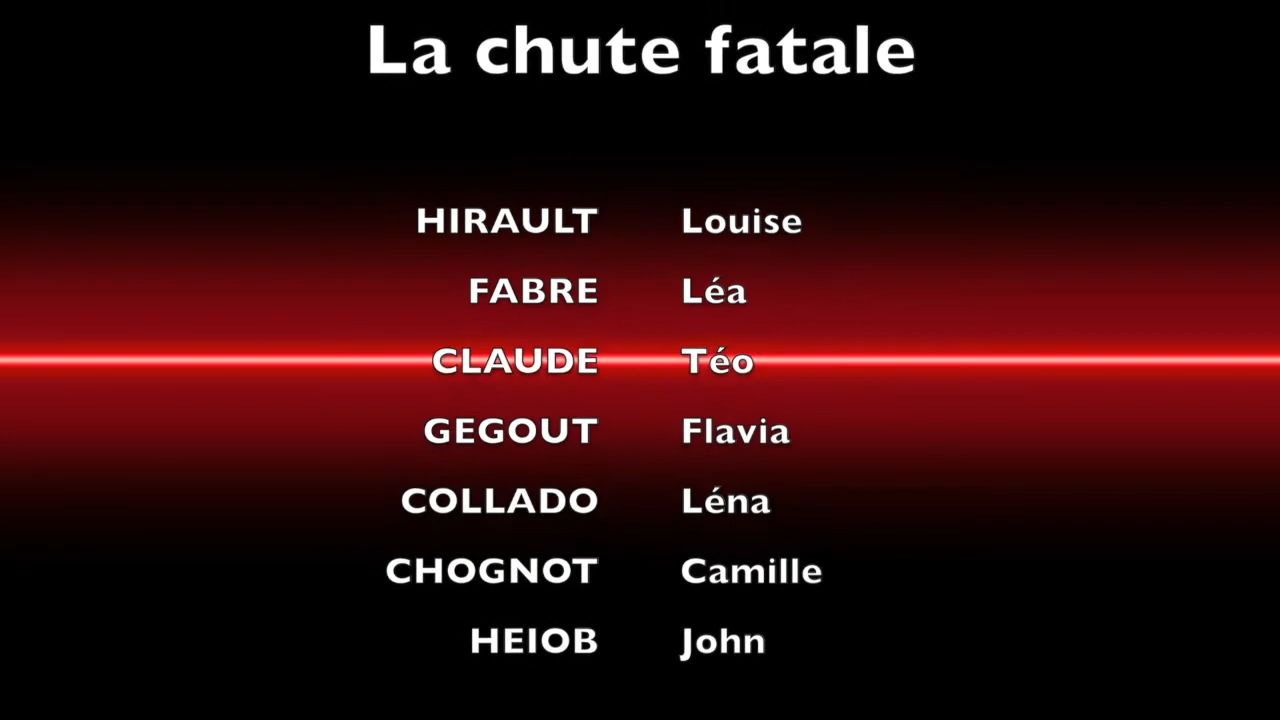 La chute fatale
HIRAULT Louise
FABRE Léa
CLAUDE Téo
GEGOUT Flavia
COLLADO Léna
CHOGNOT Camille
HEIOB John